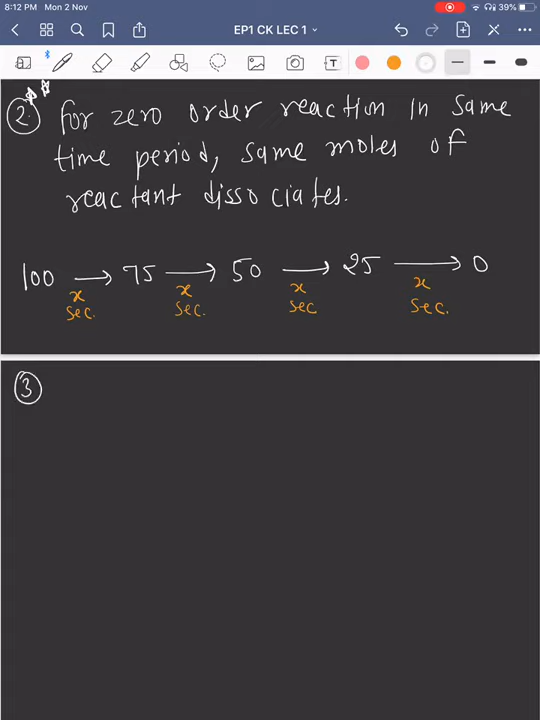 8:12 PM Mon 2 Nov 39%
EP1 CK LEC 1
T
2. For zero order reaction in same
time period, same moles of
reactant dissociates.
100 → 75 → 50 → 25 → 0
x x x x
sec. sec. sec sec.
3